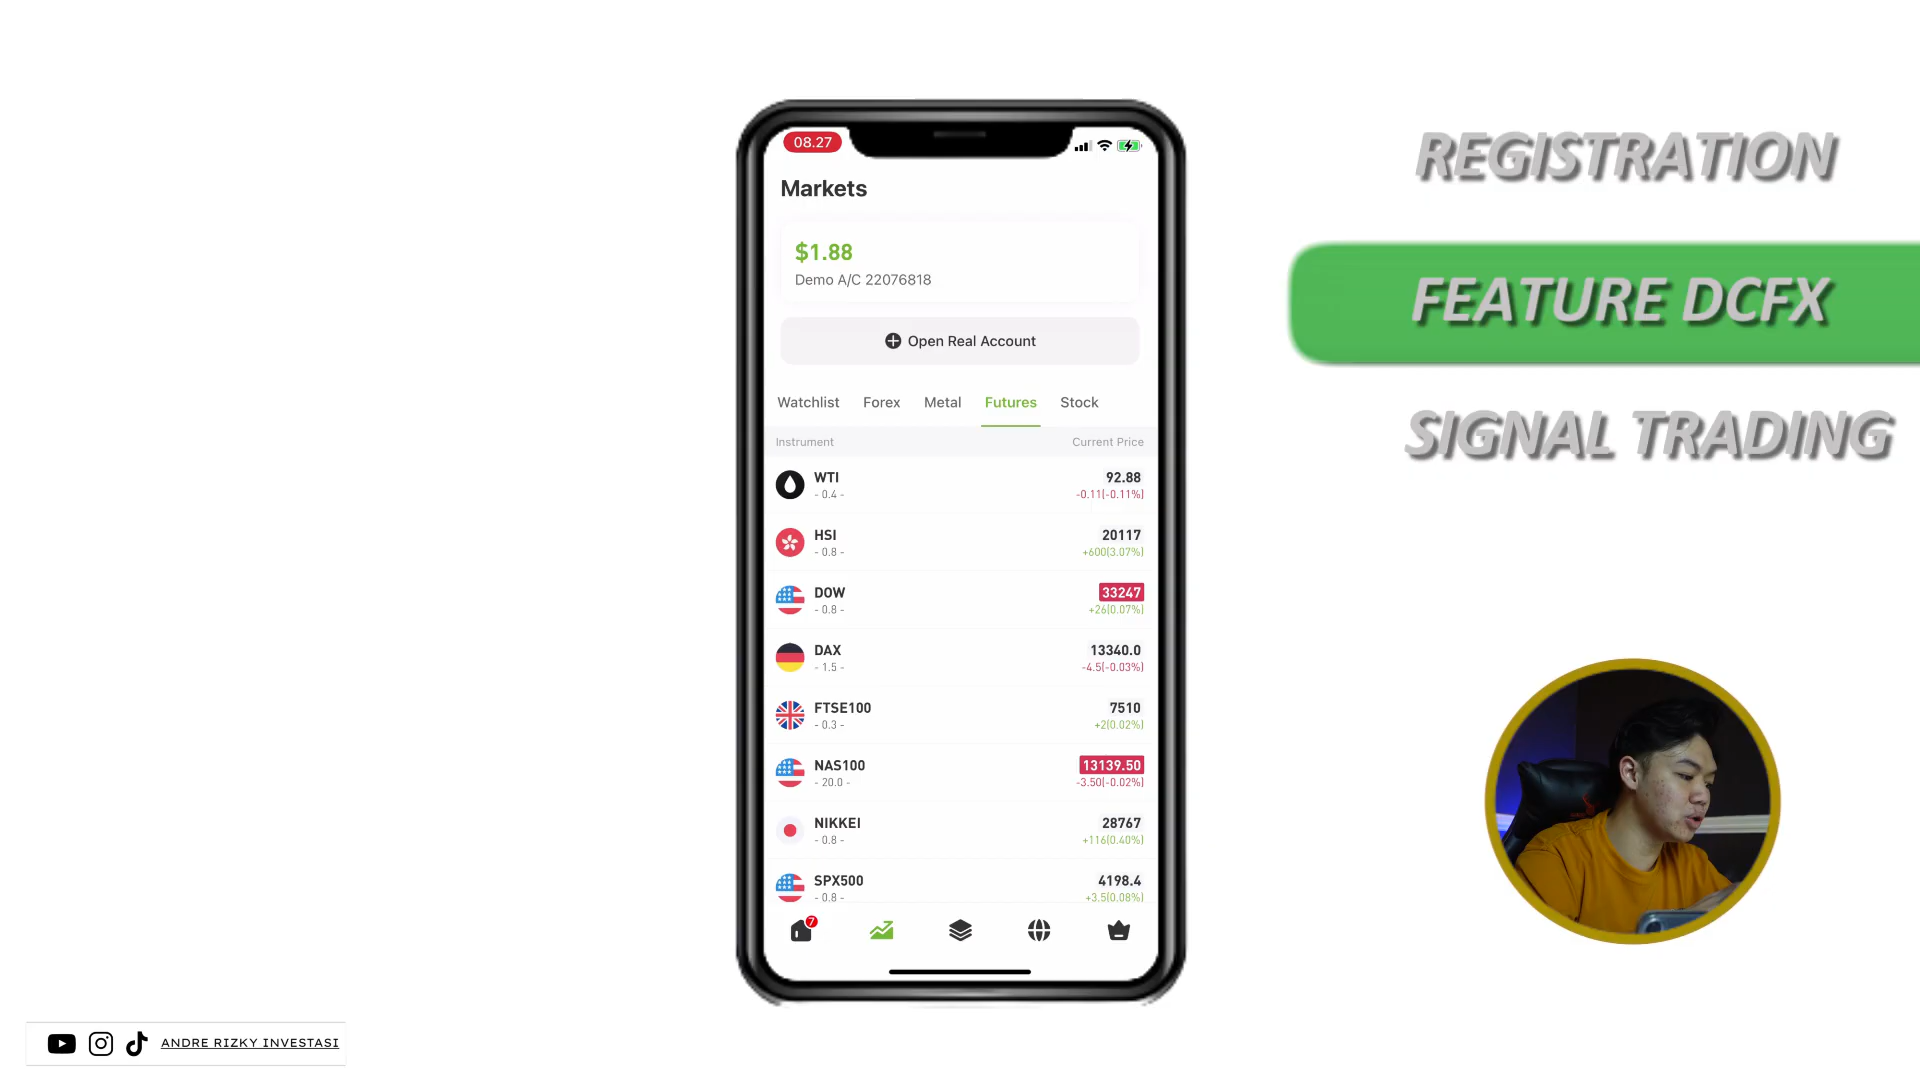 08.27
Markets
$1.88
Demo A/C 22076818
Open Real Account
Watchlist Forex Metal Futures Stock
Instrument Current Price
WTI 92.88
- 0.4 - -0.11(-0.11%)
HSI 20117
- 0.8 - +600(3.07%)
DOW 33247
- 0.8 - +26(0.07%)
DAX 13340.0
- 1.5 - -4.5(-0.03%)
FTSE100 7510
- 0.3 - +2(0.02%)
NAS100 13139.50
- 20.0 - -3.50(-0.02%)
NIKKEI 28767
- 0.8 - +116(0.40%)
SPX500 4198.4
- 0.8 - +3.5(0.08%)
7
REGISTRATION
FEATURE DCFX
SIGNAL TRADING
ANDRE RIZKY INVESTASI